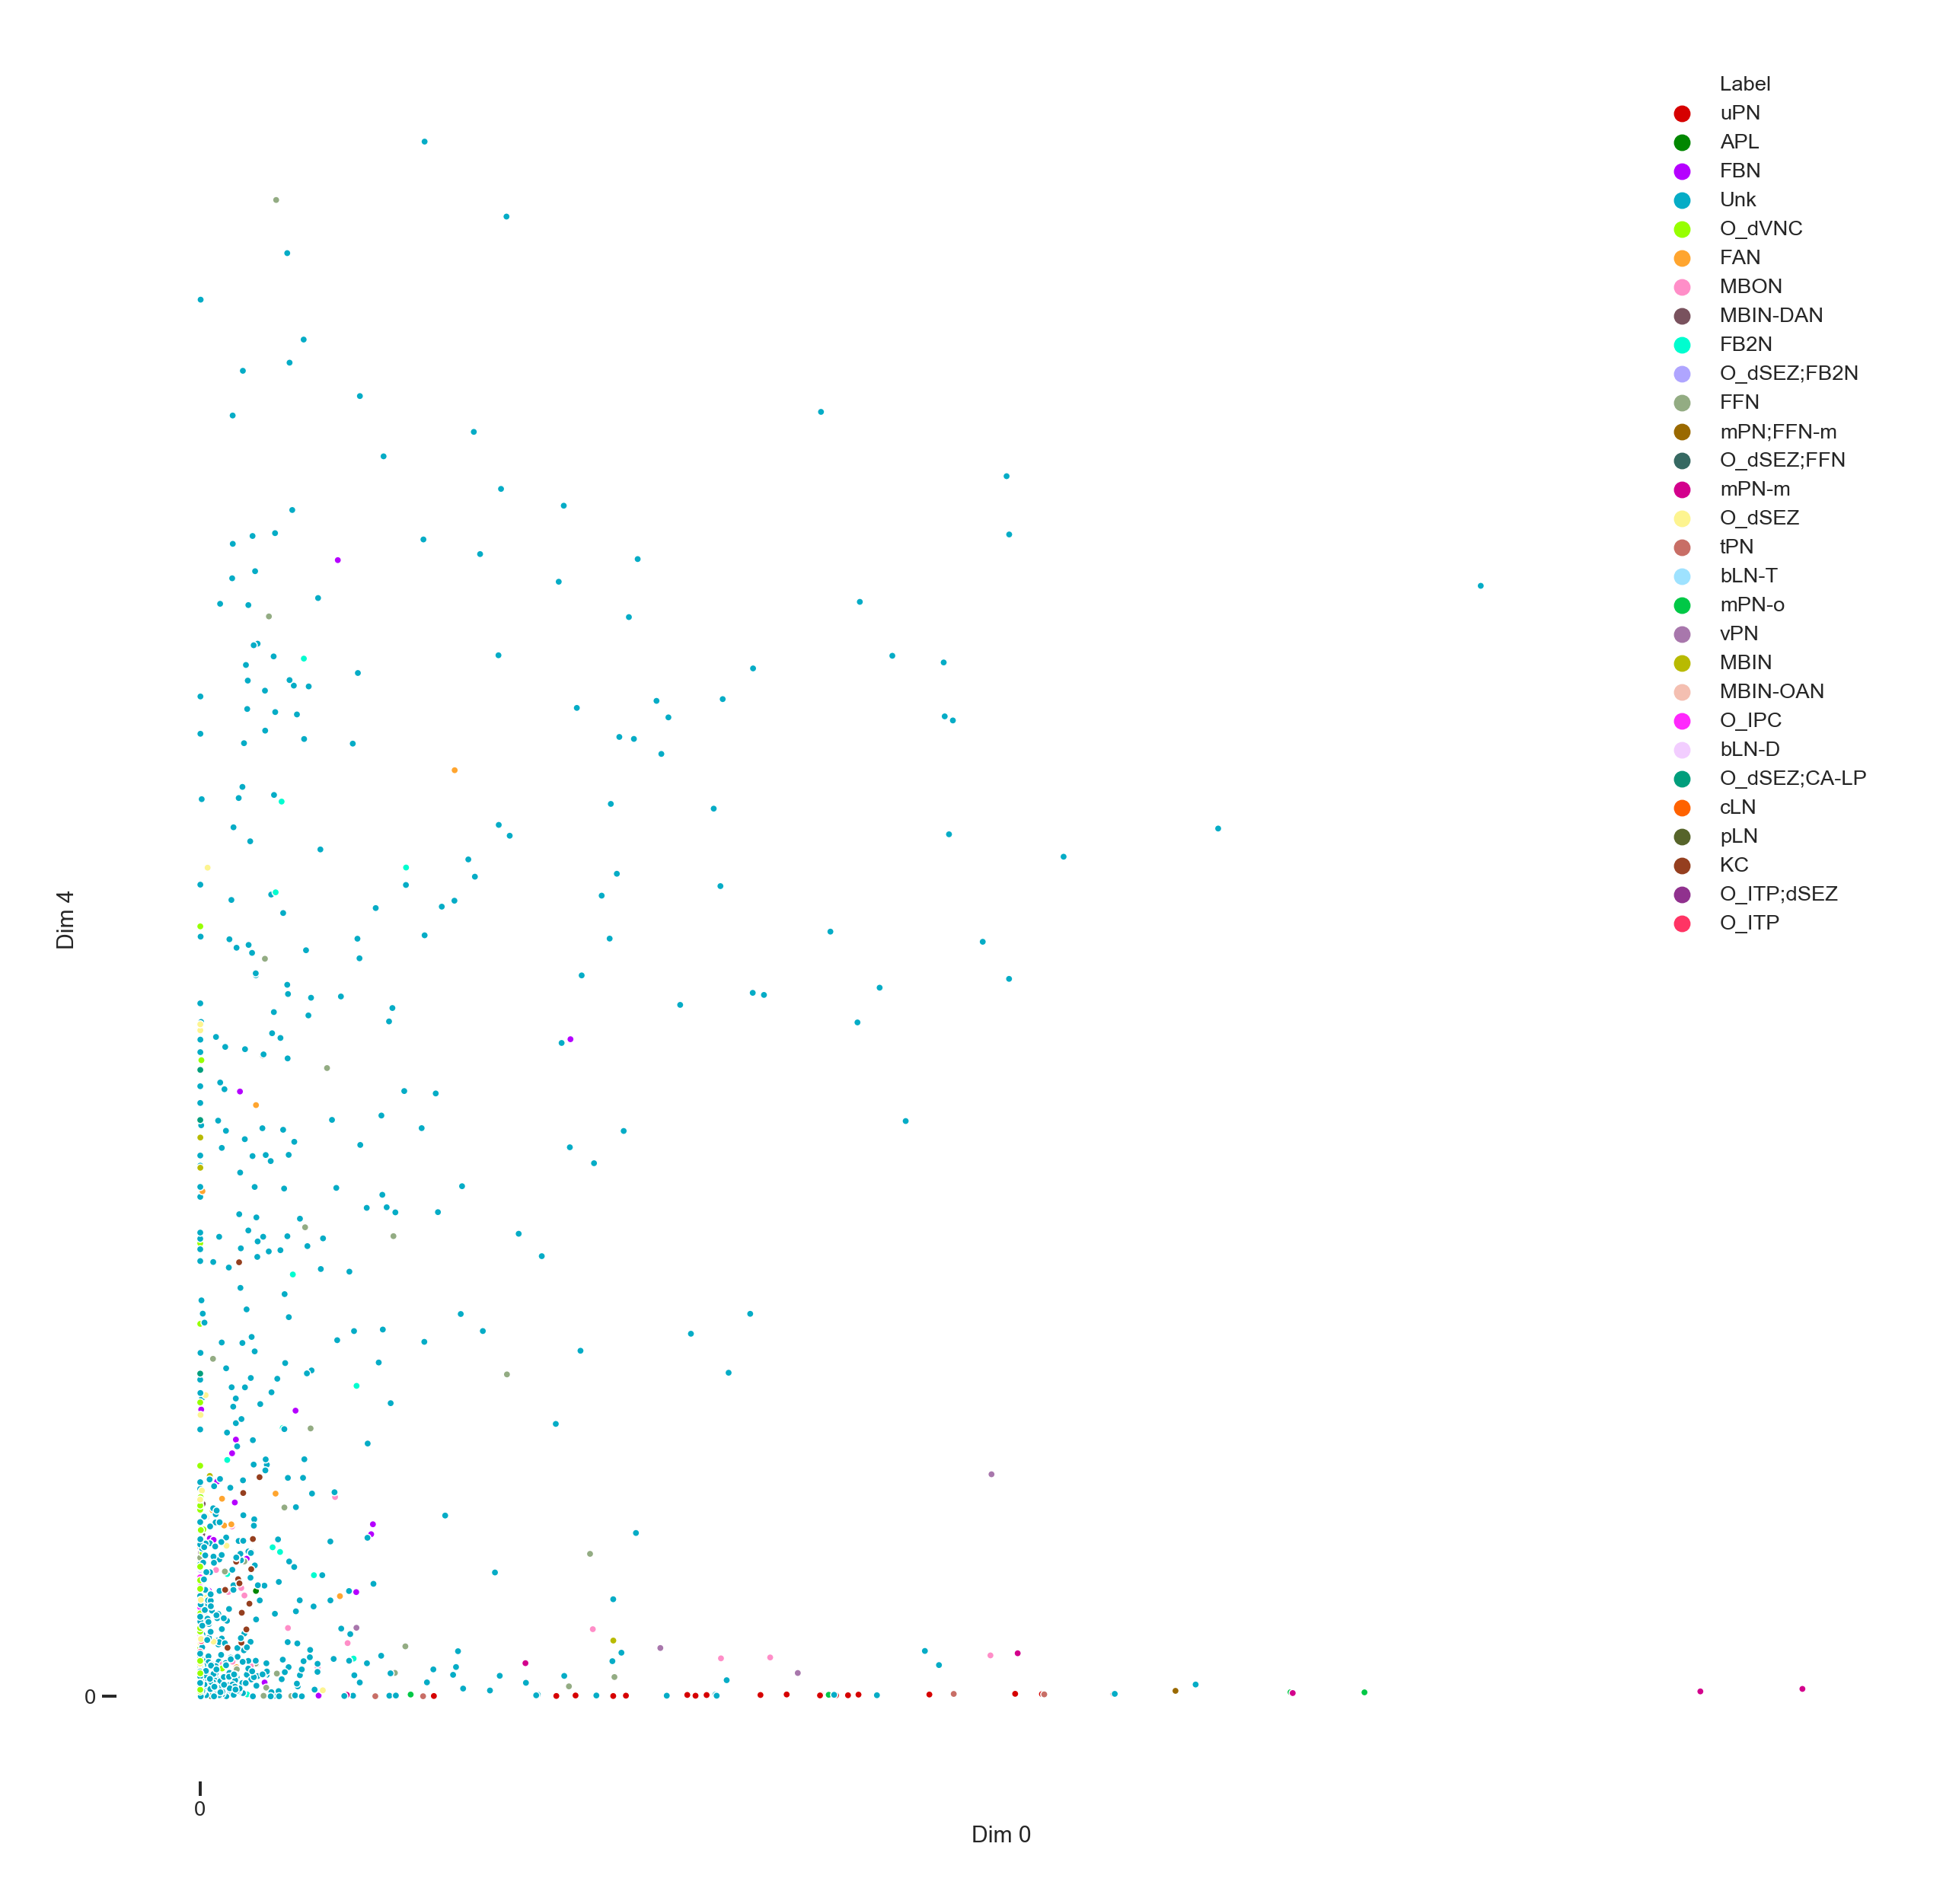 Label
uPN
APL
FBN
Unk
O_dVNC
FAN
MBON
MBIN-DAN
FB2N
O_dSEZ;FB2N
FFN
mPN;FFN-m
O_dSEZ;FFN
mPN-m
O_dSEZ
tPN
bLN-T
mPN-o
vPN
MBIN
MBIN-OAN
O_IPC
bLN-D
O_dSEZ;CA-LP
cLN
pLN
KC
O_ITP;dSEZ
O_ITP
Dim 4
0
0
Dim 0